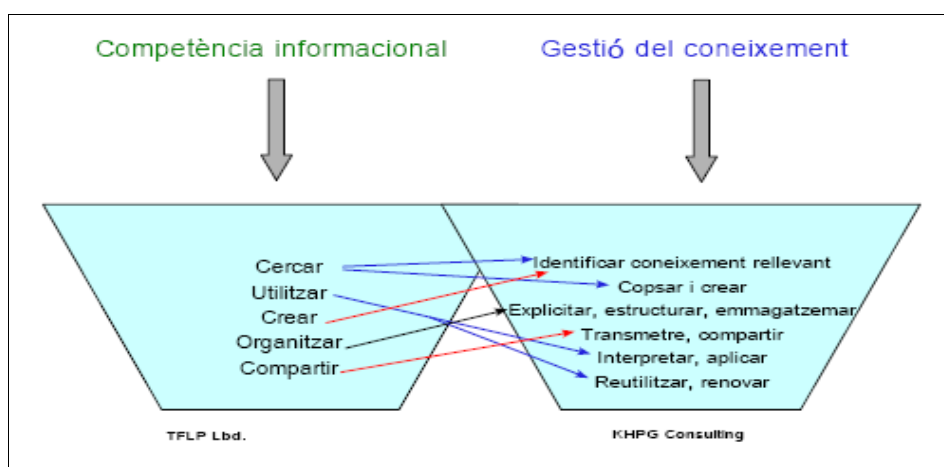 Competència informacional
Gestió del coneixement
Cercar
Utilitzar
Crear
Organitzar
Compartir
Identificar coneixement rellevant
Copsar i crear
Explicitar, estructurar, emmagatzemar
Transmetre, compartir
Interpretar, aplicar
Reutilitzar, renovar
TFLP Lbd.
KHPG Consulting